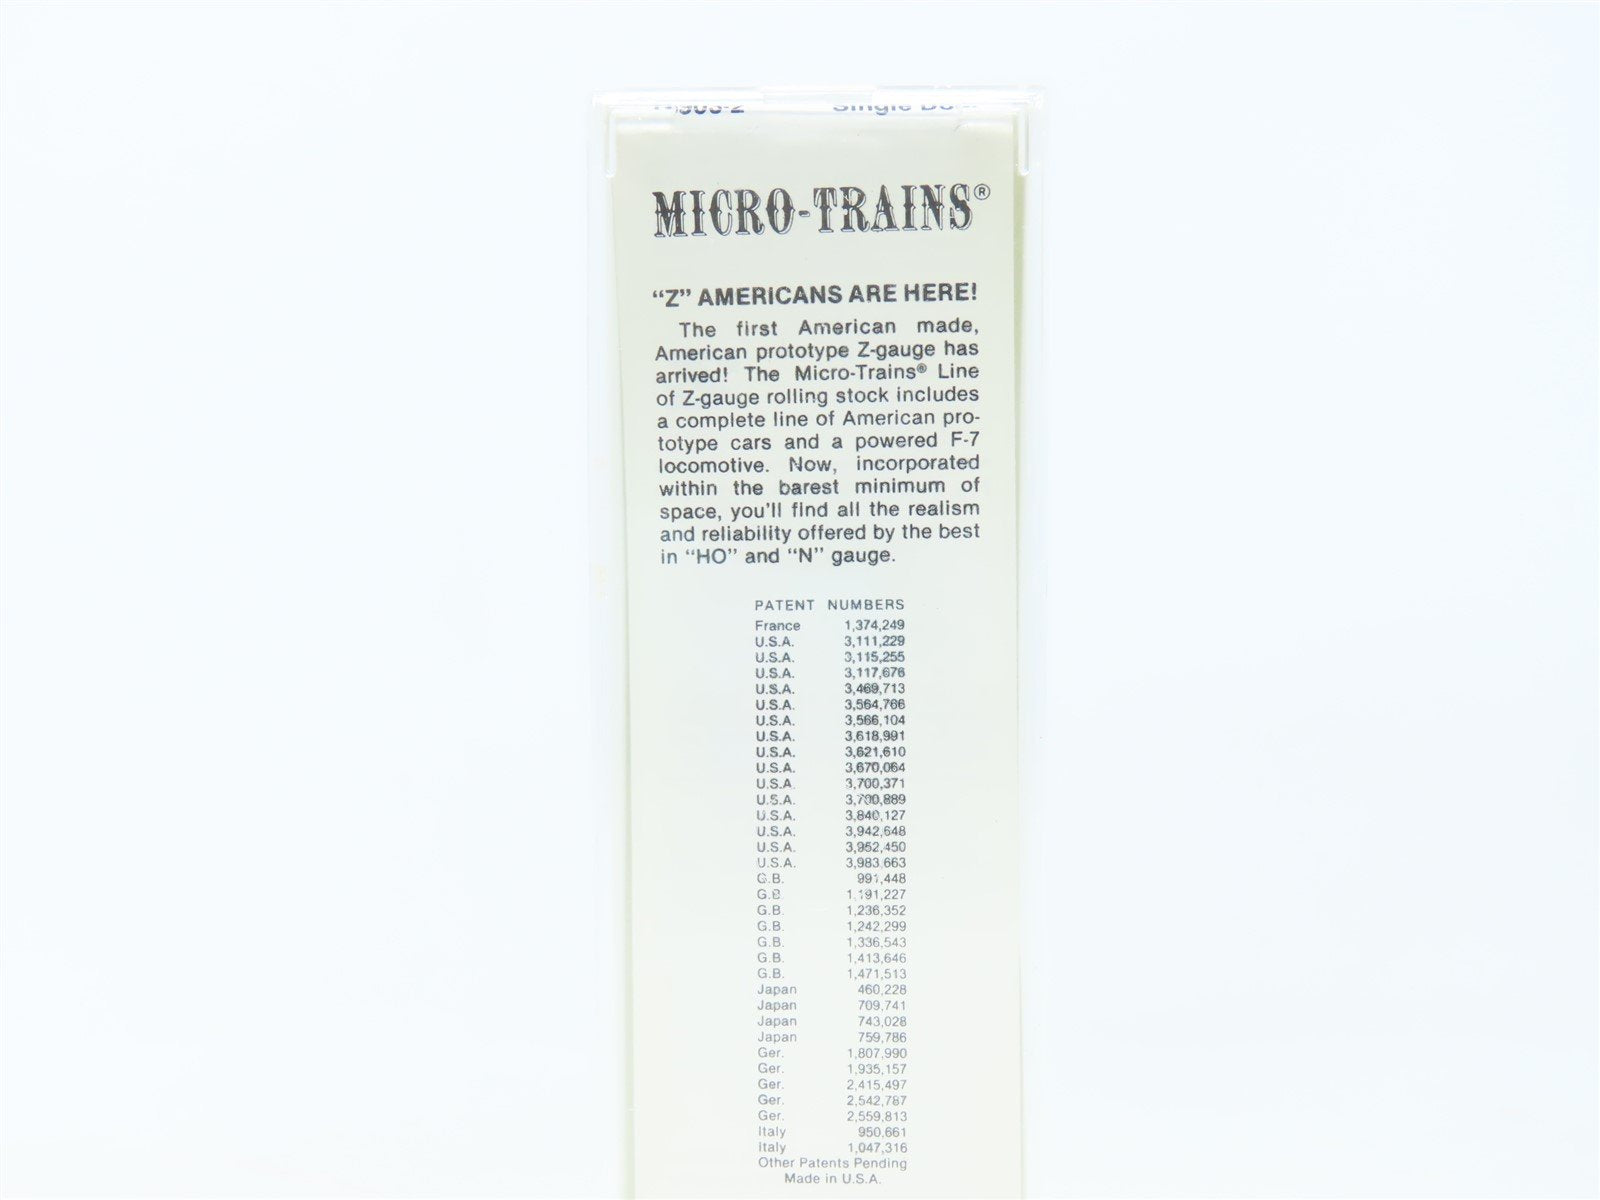 MICRO-TRAINS®
“Z” AMERICANS ARE HERE!
The first American made,
American prototype Z-gauge has
arrived! The Micro-Trains® Line
of Z-gauge rolling stock includes
a complete line of American pro-
totype cars and a powered F-7
locomotive. Now, incorporated
within the barest minimum of
space, you’ll find all the realism
and reliability offered by the best
in “HO” and “N” gauge.
PATENT NUMBERS
France 1,374,249
U.S.A. 3,111,229
U.S.A. 3,115,255
U.S.A. 3,117,676
U.S.A. 3,469,713
U.S.A. 3,564,766
U.S.A. 3,566,104
U.S.A. 3,618,991
U.S.A. 3,621,610
U.S.A. 3,670,064
U.S.A. 3,700,371
U.S.A. 3,700,889
U.S.A. 3,840,127
U.S.A. 3,942,648
U.S.A. 3,952,450
U.S.A. 3,983,663
G.B. 991,448
G.B. 1,191,227
G.B. 1,236,352
G.B. 1,242,299
G.B. 1,336,543
G.B. 1,413,646
G.B. 1,471,513
Japan 460,228
Japan 709,741
Japan 743,028
Japan 759,786
Ger. 1,807,990
Ger. 1,935,157
Ger. 2,415,497
Ger. 2,542,787
Ger. 2,559,813
Italy 950,661
Italy 1,047,316
Other Patents Pending
Made in U.S.A.